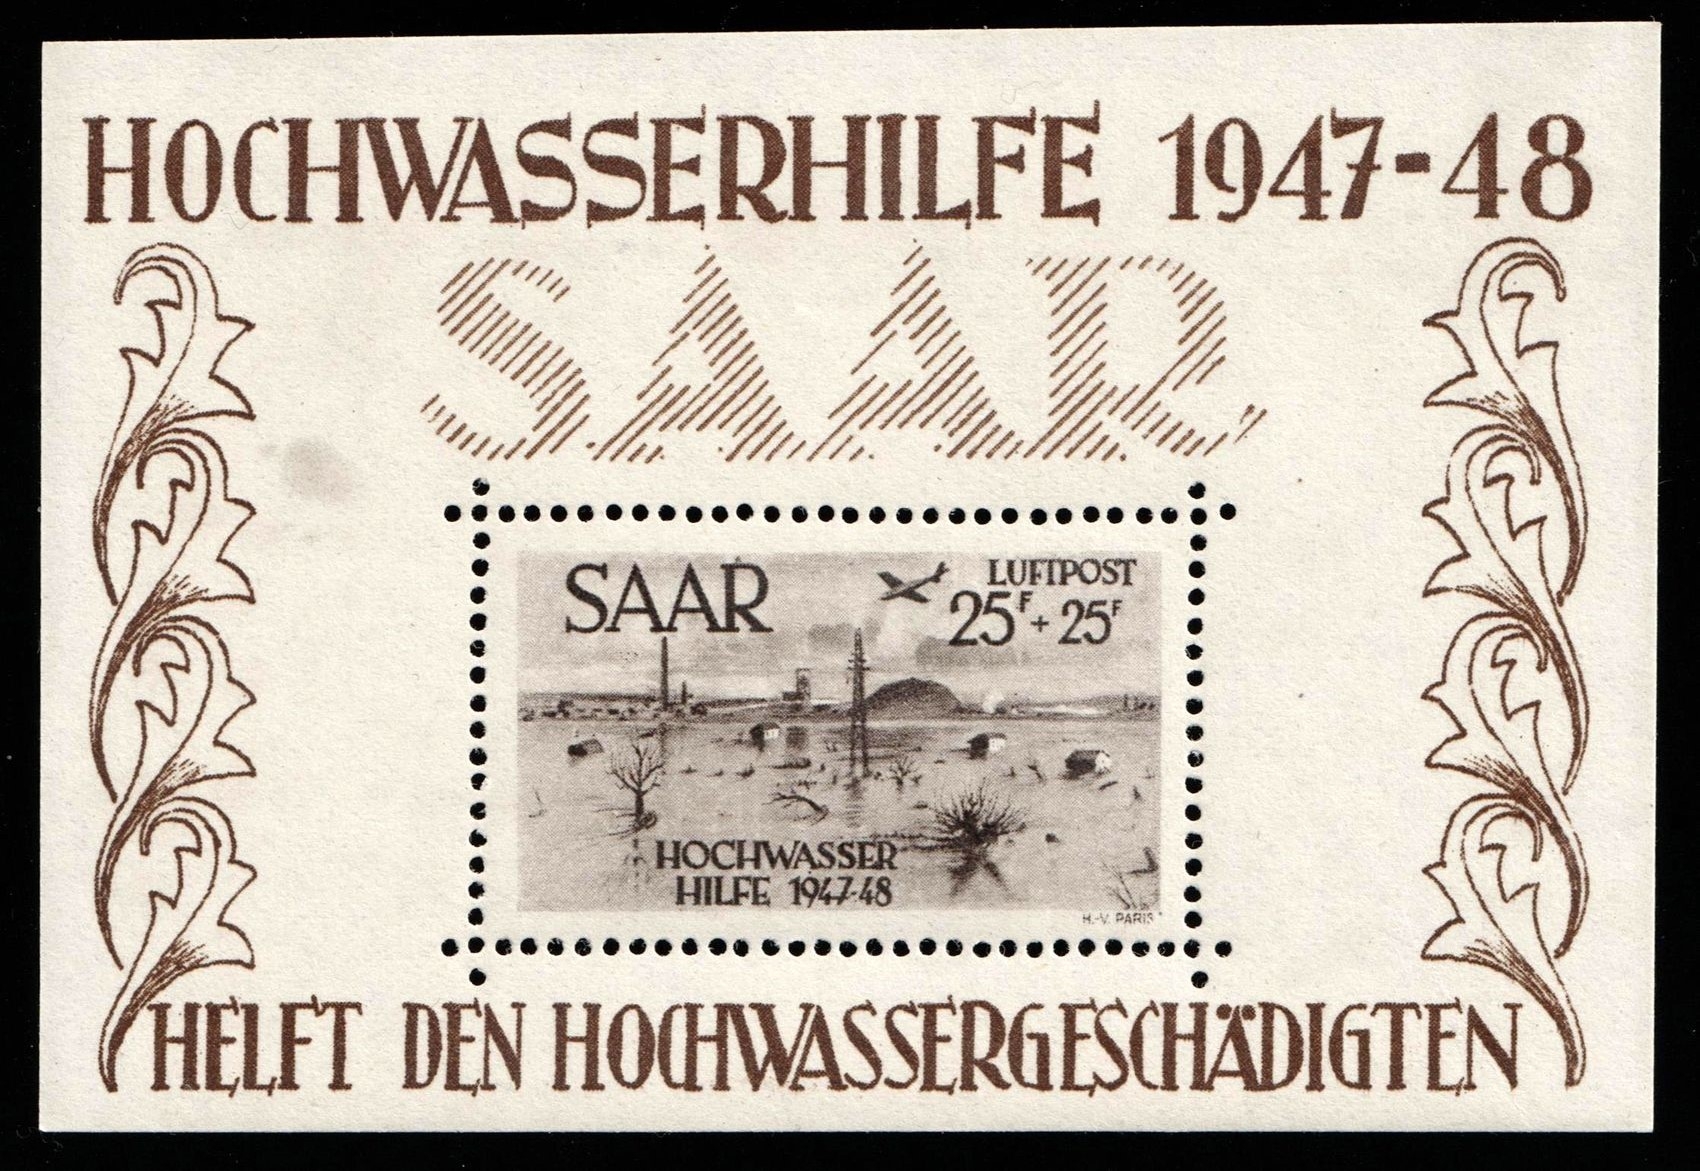 HOCHWASSERHILFE 1947-48
SAAR
SAAR
LUFTPOST
25F + 25F
HOCHWASSER
HILFE 1947-48
H.-V. PARIS
HELFT DEN HOCHWASSERGESCHÄDIGTEN